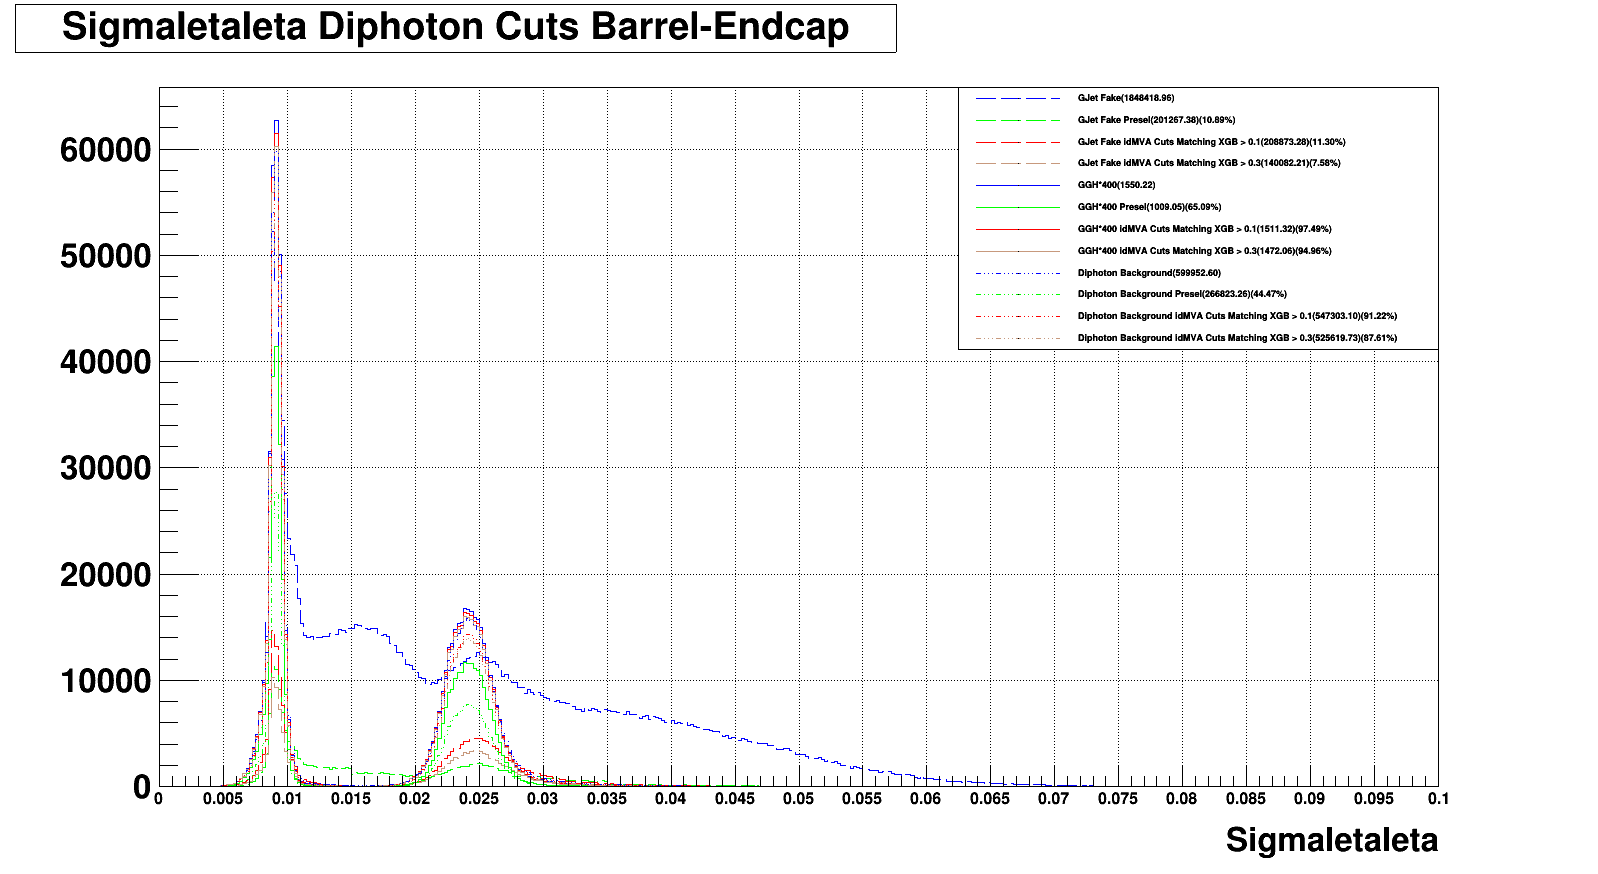 SigmaIetaIeta Diphoton Cuts Barrel-Endcap
GJet Fake(1848418.96)
GJet Fake Presel(201267.38)(10.89%)
GJet Fake idMVA Cuts Matching XGB > 0.1(208873.28)(11.30%)
GJet Fake idMVA Cuts Matching XGB > 0.3(140082.21)(7.58%)
GGH*400(1550.22)
GGH*400 Presel(1009.05)(65.09%)
GGH*400 idMVA Cuts Matching XGB > 0.1(1511.32)(97.49%)
GGH*400 idMVA Cuts Matching XGB > 0.3(1472.06)(94.96%)
Diphoton Background(599952.60)
Diphoton Background Presel(266823.26)(44.47%)
Diphoton Background idMVA Cuts Matching XGB > 0.1(547303.10)(91.22%)
Diphoton Background idMVA Cuts Matching XGB > 0.3(525619.73)(87.61%)
60000
50000
40000
30000
20000
10000
0
0 0.005 0.01 0.015 0.02 0.025 0.03 0.035 0.04 0.045 0.05 0.055 0.06 0.065 0.07 0.075 0.08 0.085 0.09 0.095 0.1
SigmaIetaIeta